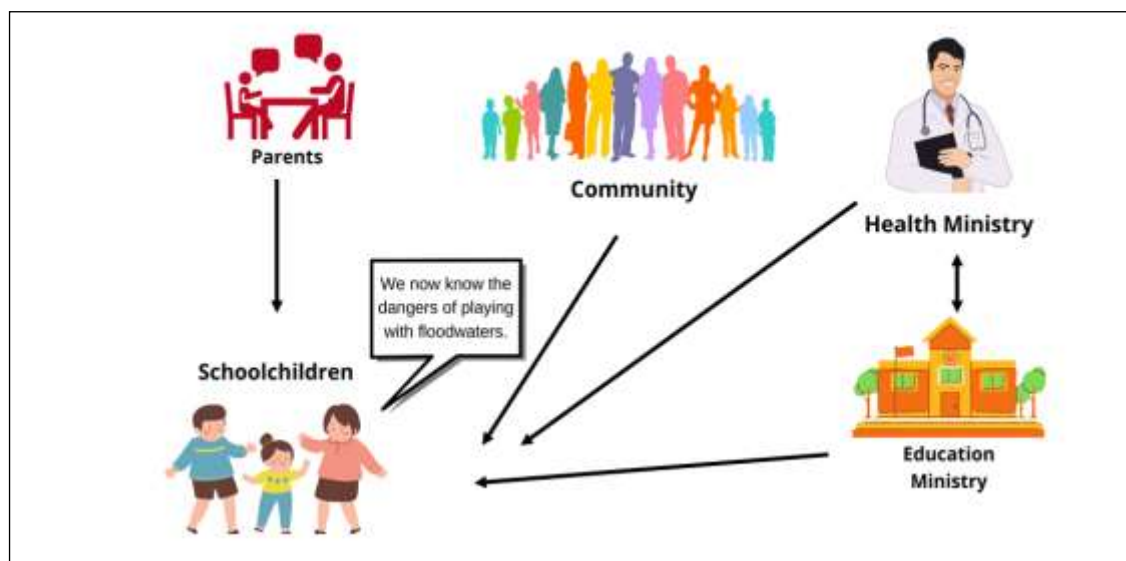 Parents
Community
Health Ministry
We now know the
dangers of playing
with floodwaters.
Schoolchildren
Education
Ministry